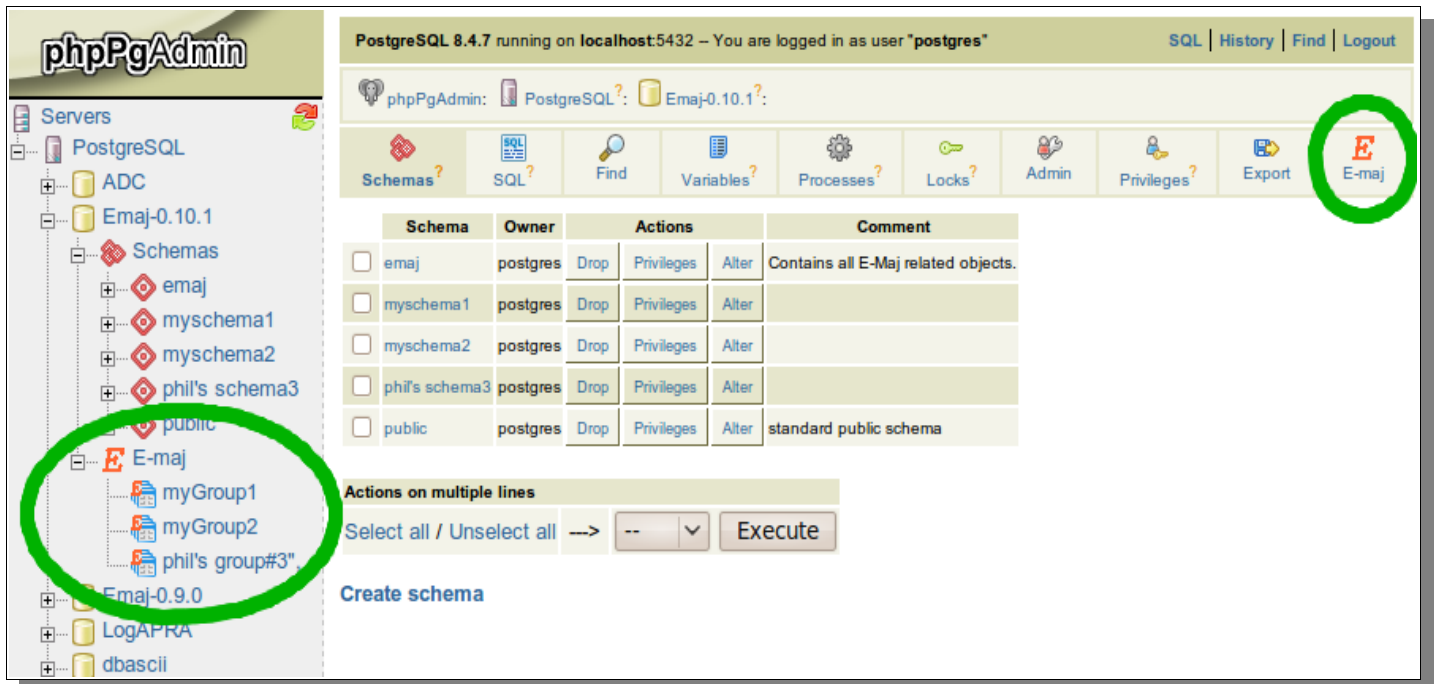 phpPgAdmin
Servers
PostgreSQL
ADC
Emaj-0.10.1
Schemas
emaj
myschema1
myschema2
phil's schema3
public
E-maj
myGroup1
myGroup2
phil's group#3",
Emaj-0.9.0
LogAPRA
dbascii
PostgreSQL 8.4.7 running on localhost:5432 -- You are logged in as user "postgres"
SQL | History | Find | Logout
phpPgAdmin: PostgreSQL?: Emaj-0.10.1?:
Schemas? SQL? Find Variables? Processes? Locks? Admin Privileges? Export E-maj
Schema Owner Actions Comment
emaj postgres Drop Privileges Alter Contains all E-Maj related objects.
myschema1 postgres Drop Privileges Alter
myschema2 postgres Drop Privileges Alter
phil's schema3 postgres Drop Privileges Alter
public postgres Drop Privileges Alter standard public schema
Actions on multiple lines
Select all / Unselect all ---> -- Execute
Create schema